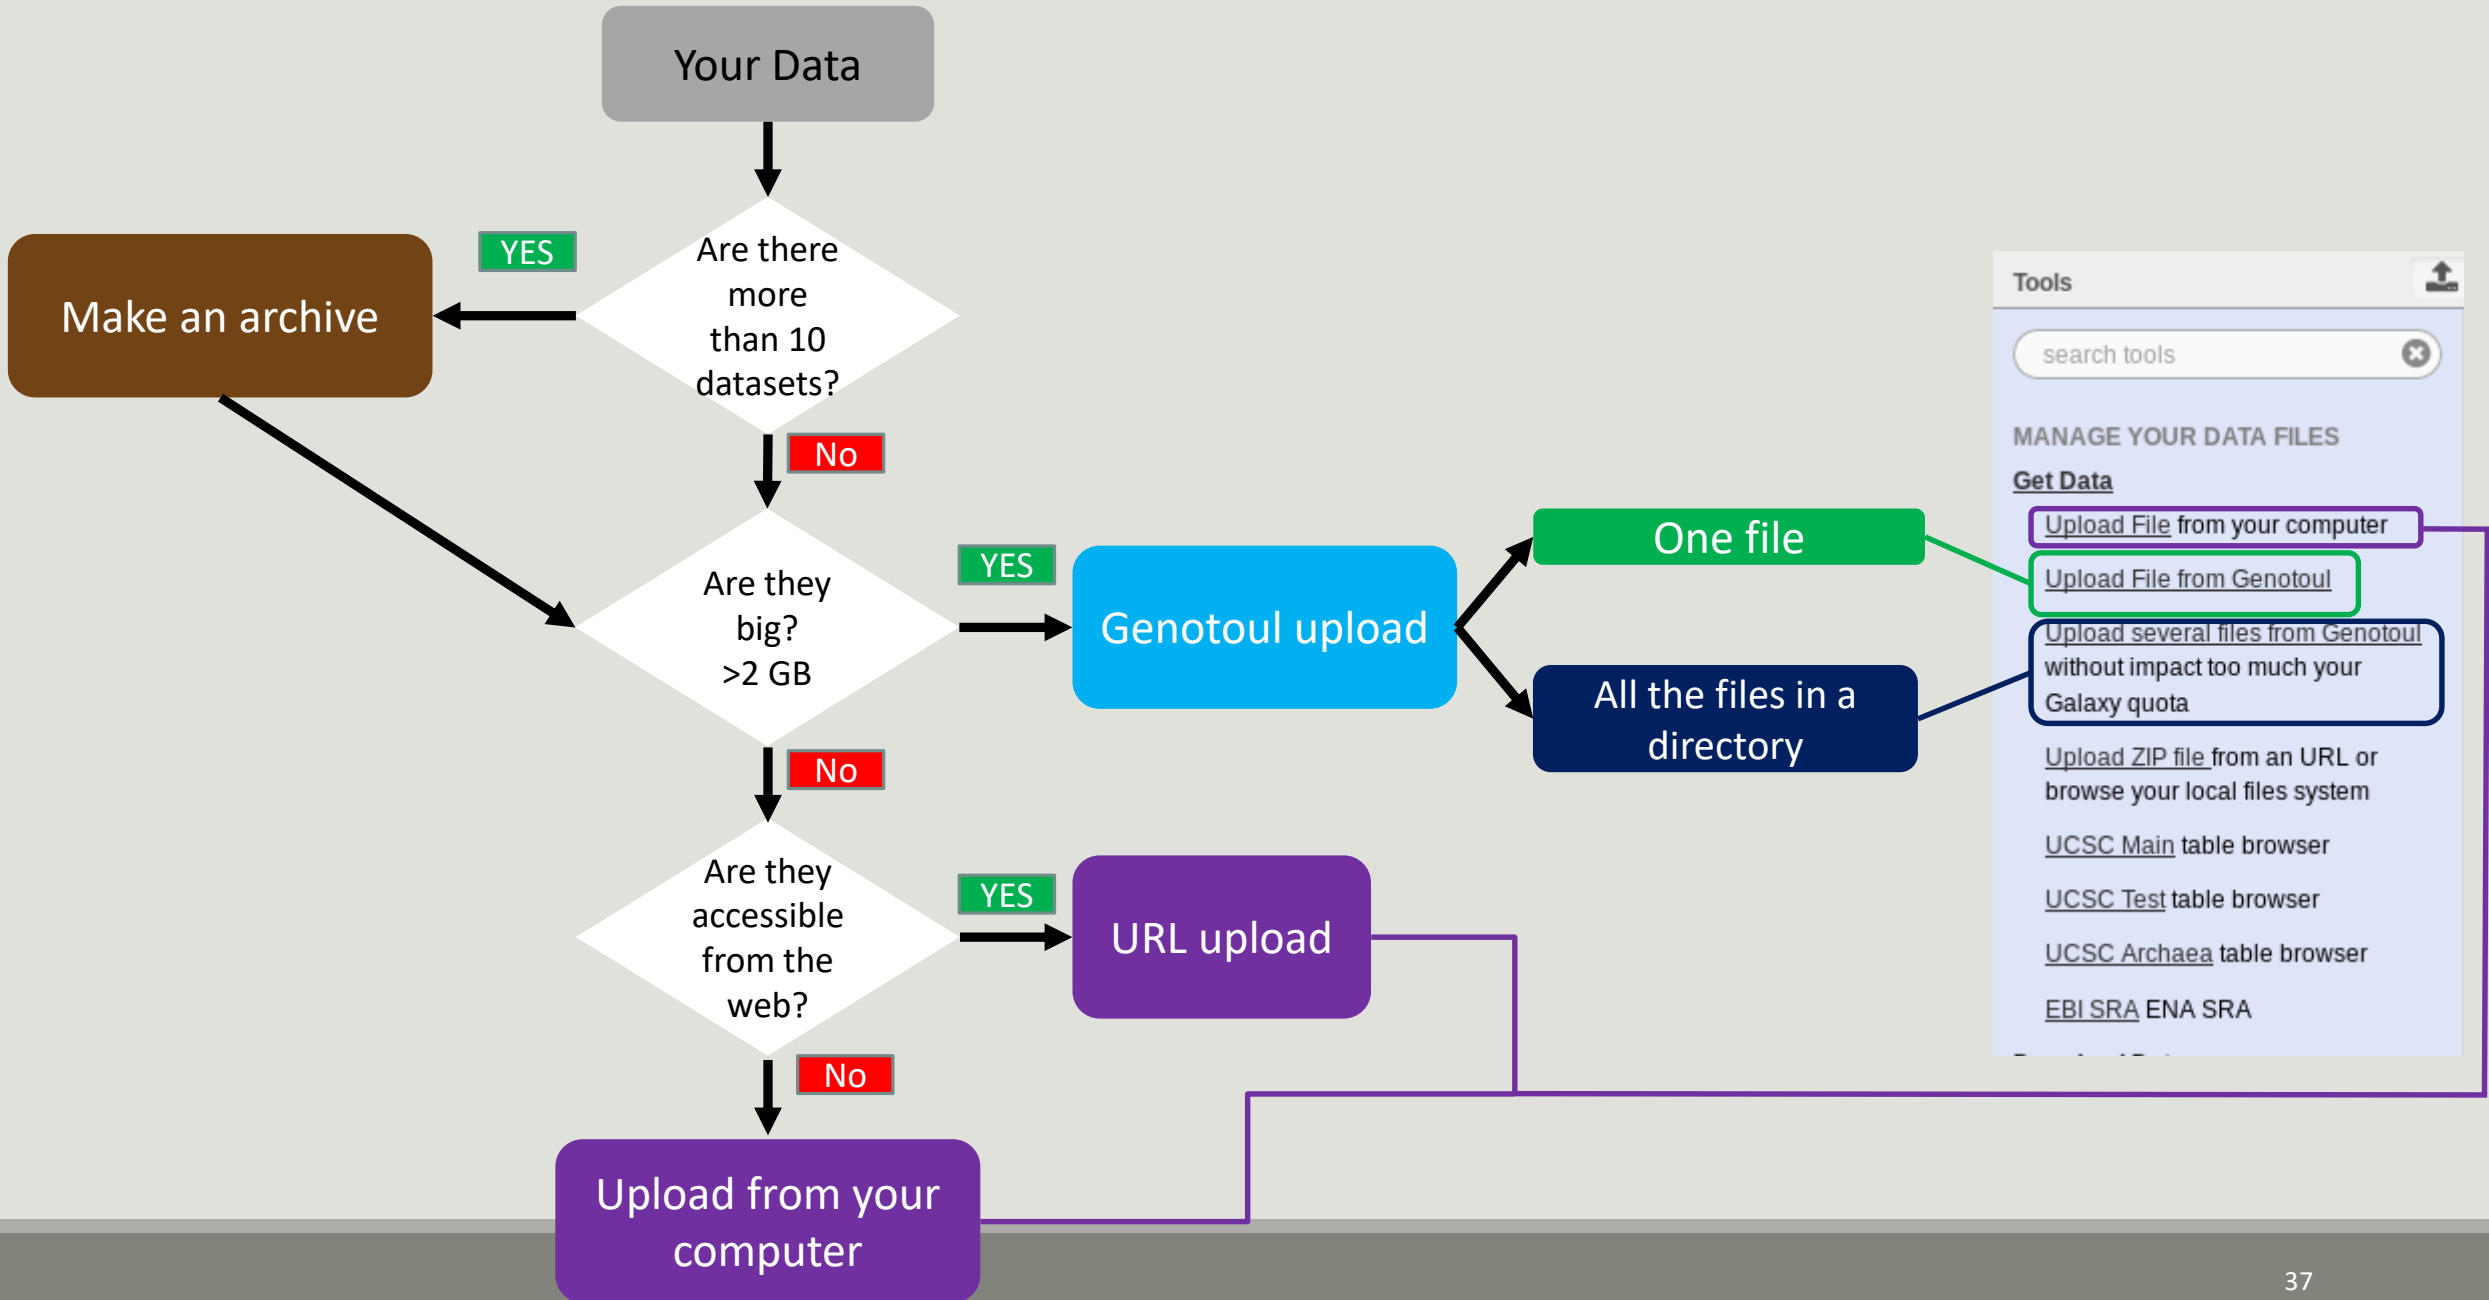 Your Data
Are there
more
than 10
datasets?
YES
Make an archive
No
Are they
big?
>2 GB
YES
Genotoul upload
One file
All the files in a
directory
No
Are they
accessible
from the
web?
YES
URL upload
No
Upload from your
computer
Tools
search tools
MANAGE YOUR DATA FILES
Get Data
Upload File from your computer
Upload File from Genotoul
Upload several files from Genotoul
without impact too much your
Galaxy quota
Upload ZIP file from an URL or
browse your local files system
UCSC Main table browser
UCSC Test table browser
UCSC Archaea table browser
EBI SRA ENA SRA
37